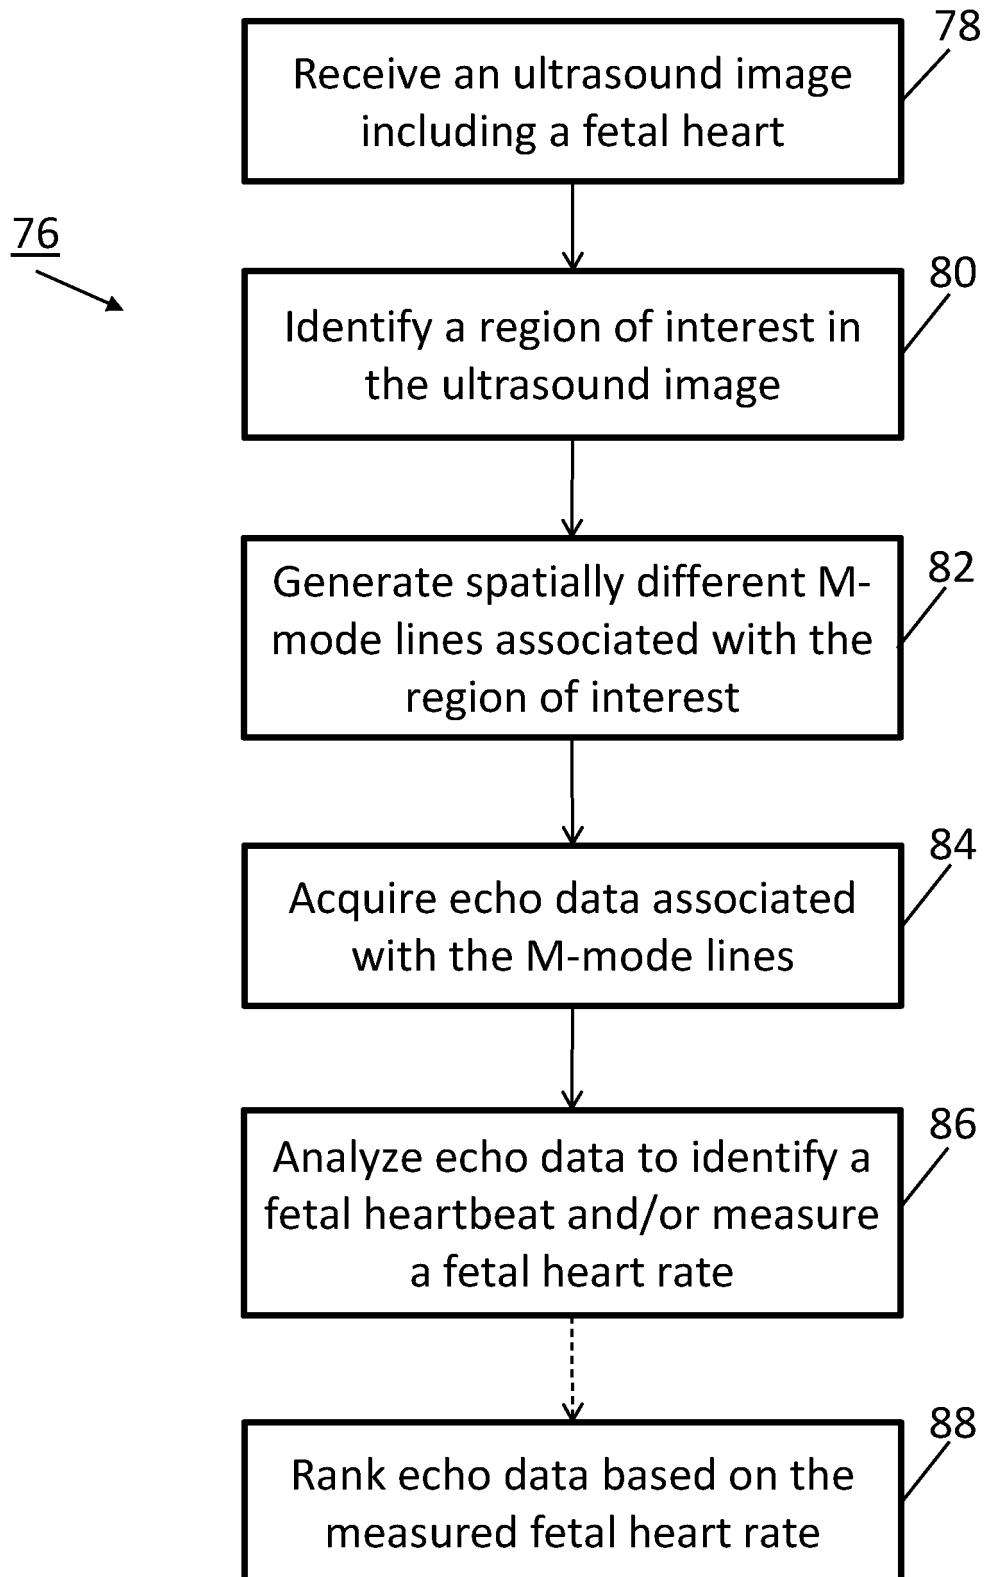 78
Receive an ultrasound image
including a fetal heart
76
80
Identify a region of interest in
the ultrasound image
82
Generate spatially different M-
mode lines associated with the
region of interest
84
Acquire echo data associated
with the M-mode lines
86
Analyze echo data to identify a
fetal heartbeat and/or measure
a fetal heart rate
88
Rank echo data based on the
measured fetal heart rate